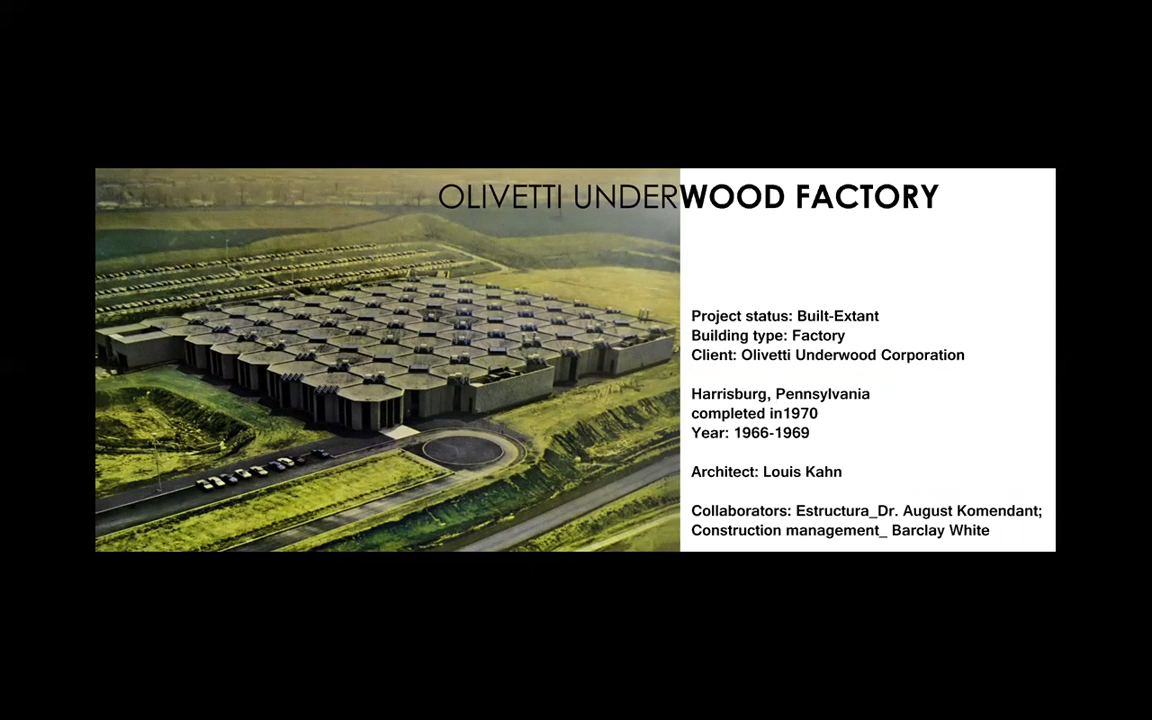 OLIVETTI UNDERWOOD FACTORY
Project status: Built-Extant
Building type: Factory
Client: Olivetti Underwood Corporation
Harrisburg, Pennsylvania
completed in1970
Year: 1966-1969
Architect: Louis Kahn
Collaborators: Estructura_Dr. August Komendant;
Construction management_ Barclay White